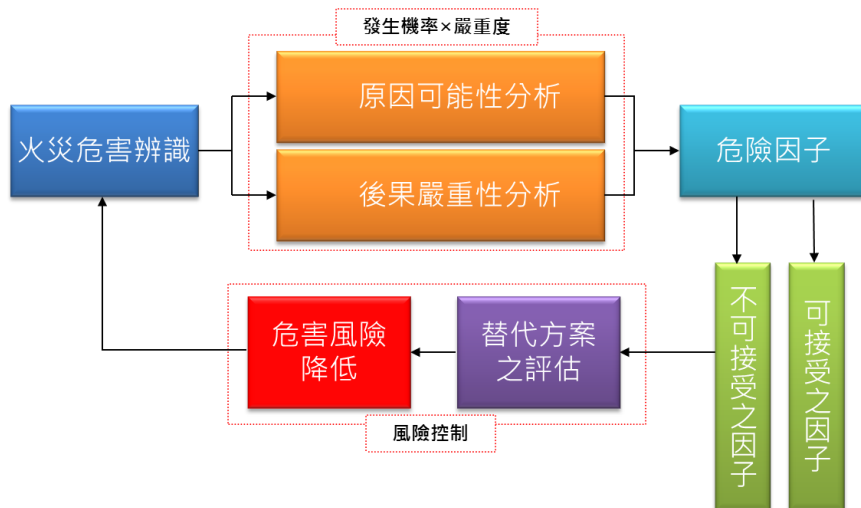 發生機率×嚴重度
原因可能性分析
火災危害辨識
危險因子
後果嚴重性分析
不可接受之因子
可接受之因子
危害風險
降低
替代方案
之評估
風險控制